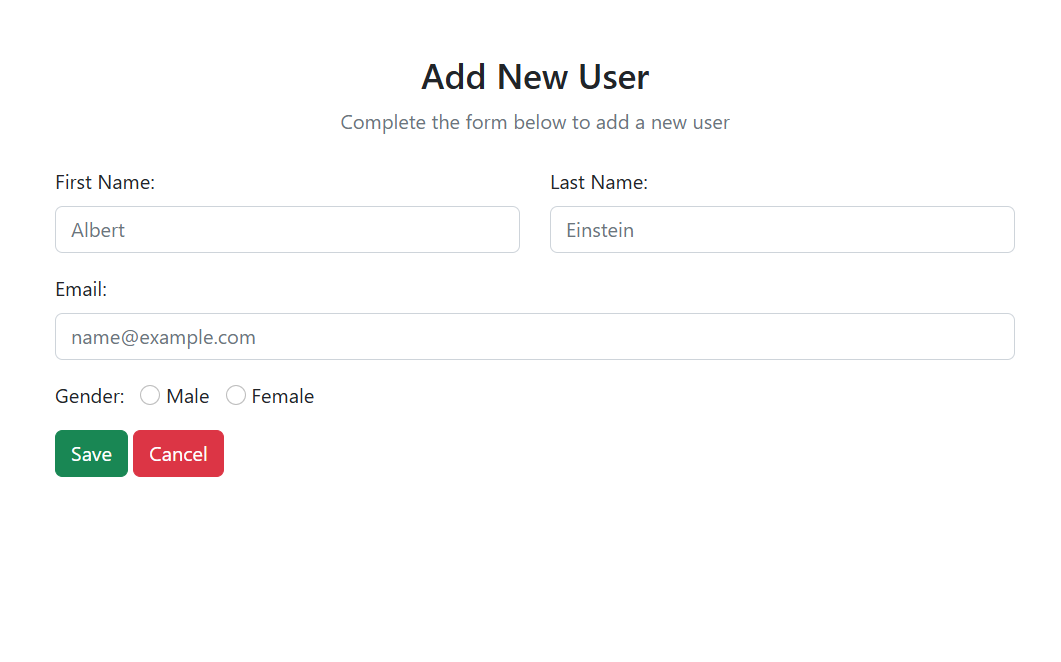 Add New User
Complete the form below to add a new user
First Name: Last Name:
Albert Einstein
Email:
name@example.com
Gender: Male Female
Save Cancel